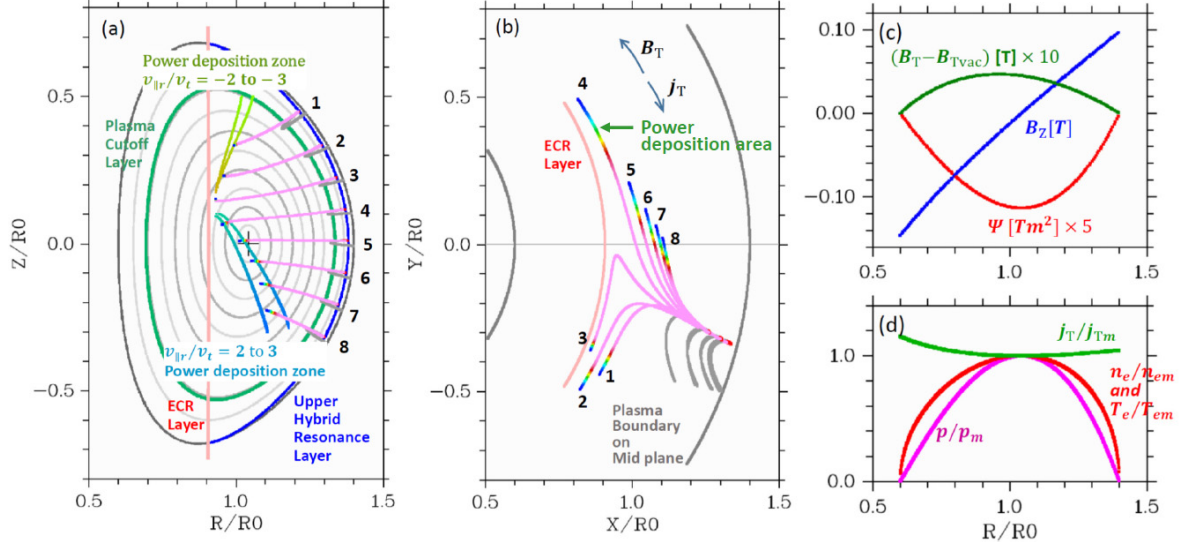 (a)
Power deposition zone
v∥r/vt = −2 to − 3
Plasma
Cutoff
Layer
1
2
3
4
5
6
7
8
v∥r/vt = 2 to 3
Power deposition zone
ECR
Layer
Upper
Hybrid
Resonance
Layer
Z/R0
0.5
0.0
−0.5
0.5
1.0
1.5
R/R0
(b)
BT
jT
4
ECR
Layer
Power
deposition area
5
6
7
8
3
1
2
Plasma
Boundary
on
Mid plane
Y/R0
0.5
0.0
−0.5
0.5
1.0
1.5
X/R0
(c)
(BT−BTvac) [T] × 10
BZ[T]
Ψ [Tm²] × 5
0.10
0.00
−0.10
0.5
1.0
1.5
(d)
jT/jTm
ne/nem
and
Te/Tem
p/pm
1.0
0.0
0.5
1.0
1.5
R/R0